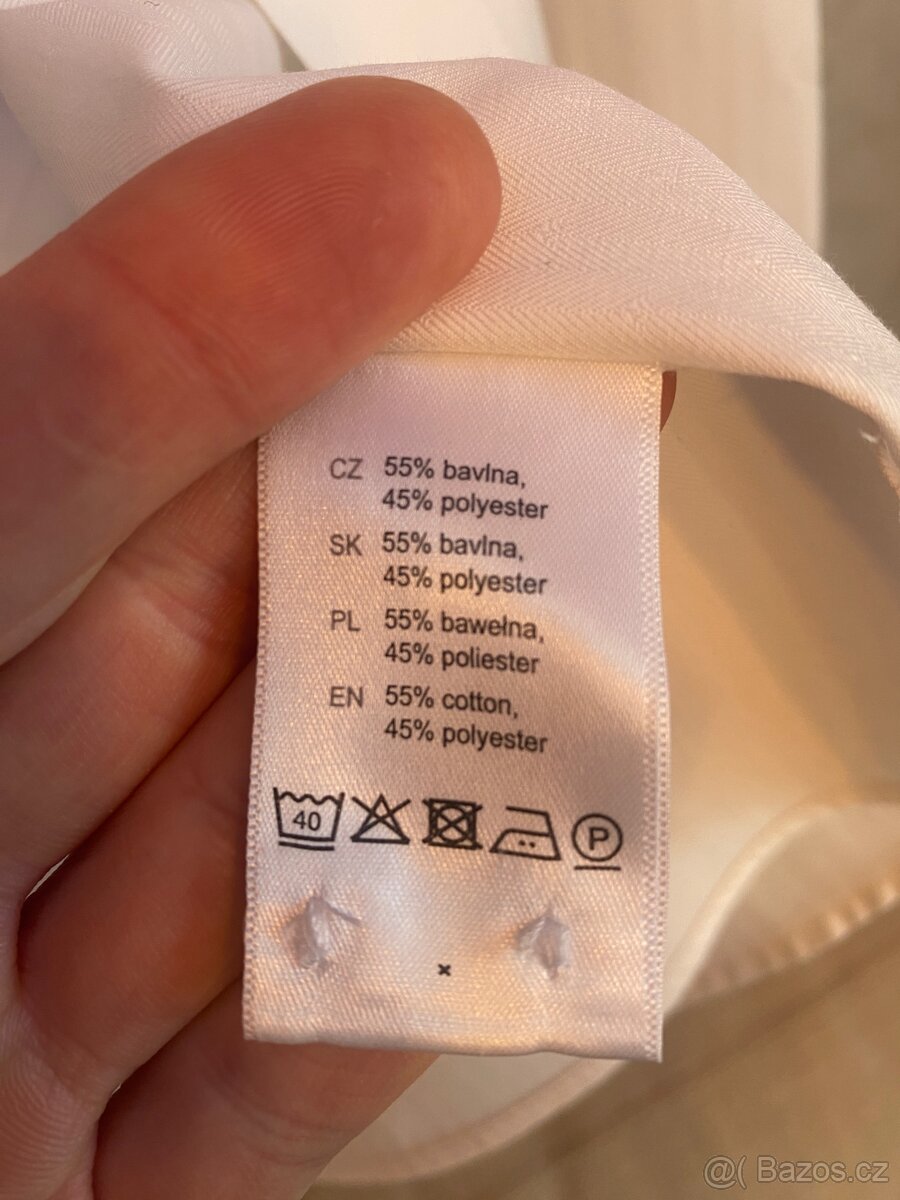 CZ 55% bavlna,
45% polyester
SK 55% bavlna,
45% polyester
PL 55% bawełna,
45% poliester
EN 55% cotton,
45% polyester
40 P
x
@( Bazos.cz